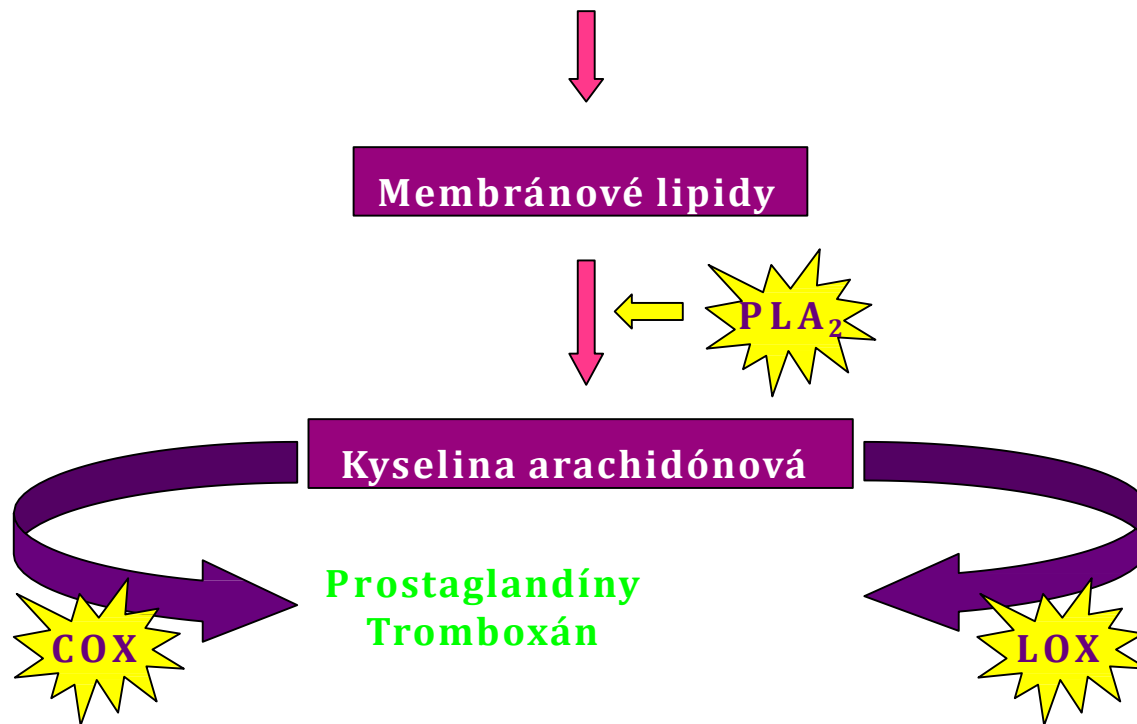 Membránové lipidy
PLA₂
Kyselina arachidónová
Prostaglandíny
Tromboxán
COX
LOX